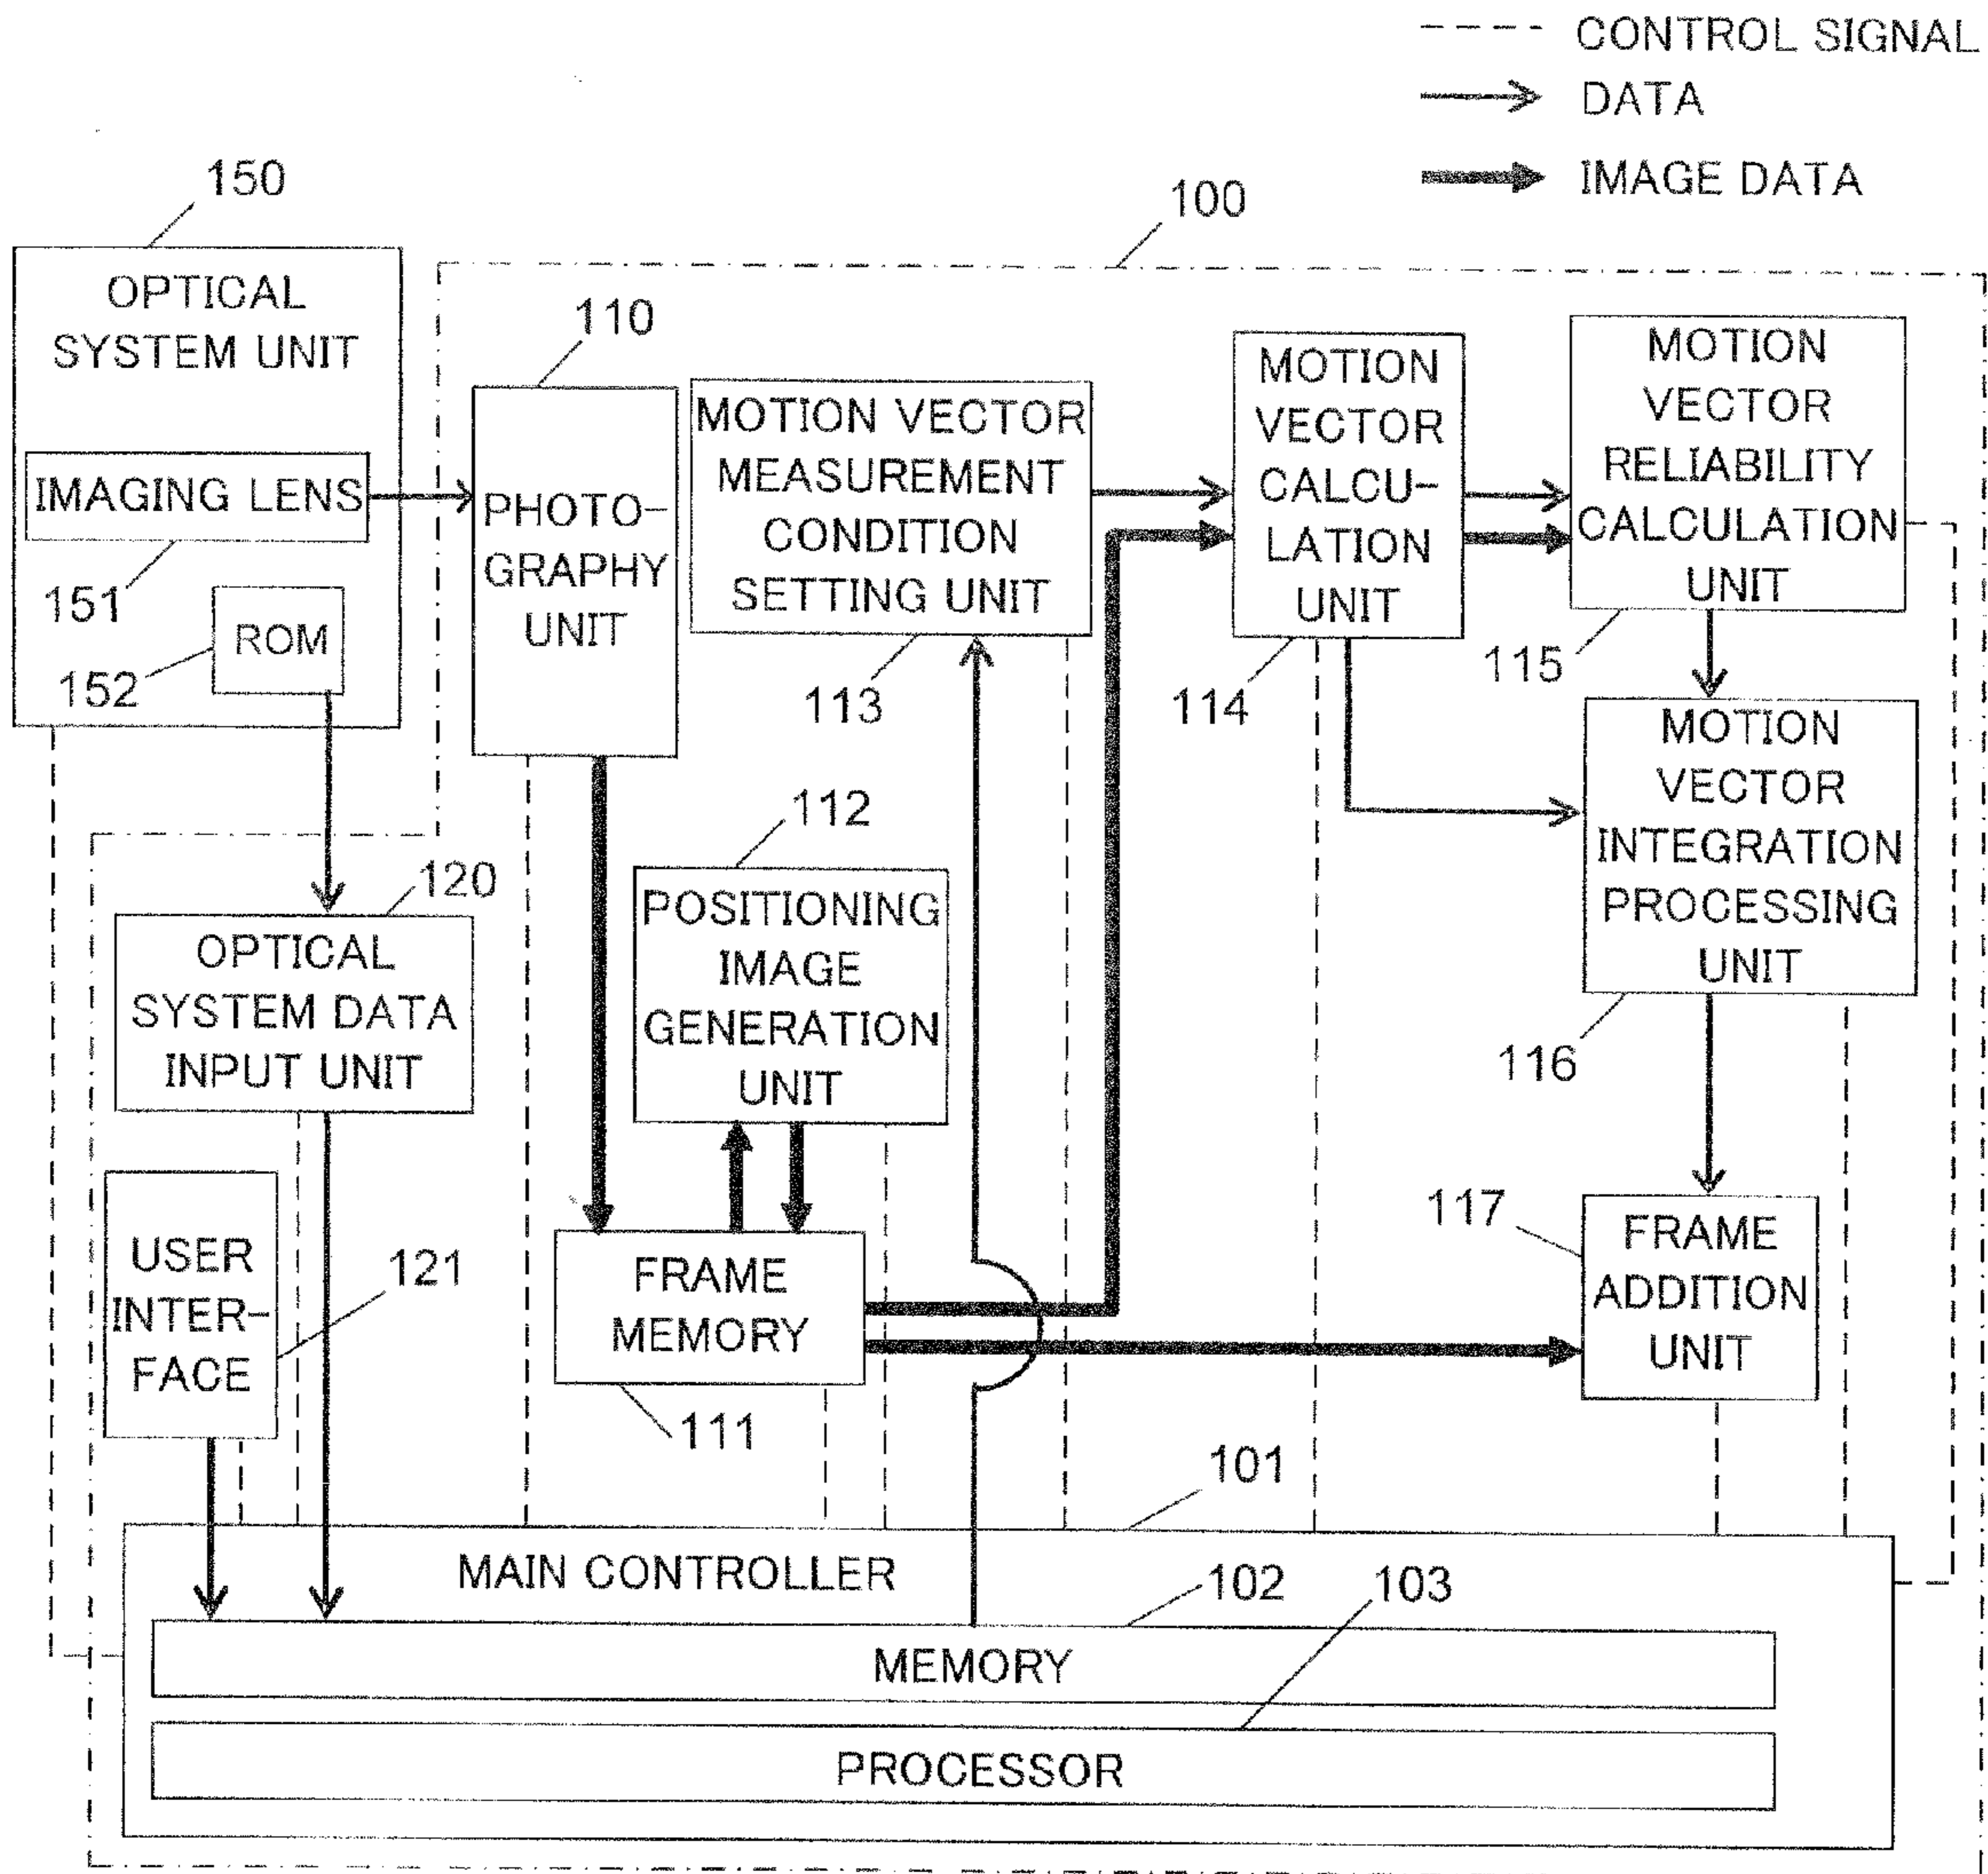 CONTROL SIGNAL
DATA
IMAGE DATA
150
100
OPTICAL
SYSTEM UNIT
IMAGING LENS
151
ROM
152
110
PHOTO-
GRAPHY
UNIT
MOTION VECTOR
MEASUREMENT
CONDITION
SETTING UNIT
113
MOTION
VECTOR
CALCU-
LATION
UNIT
114
MOTION
VECTOR
RELIABILITY
CALCULATION
UNIT
115
MOTION
VECTOR
INTEGRATION
PROCESSING
UNIT
116
112
POSITIONING
IMAGE
GENERATION
UNIT
120
OPTICAL
SYSTEM DATA
INPUT UNIT
USER
INTER-
FACE
121
FRAME
MEMORY
111
117
FRAME
ADDITION
UNIT
101
MAIN CONTROLLER
102
103
MEMORY
PROCESSOR